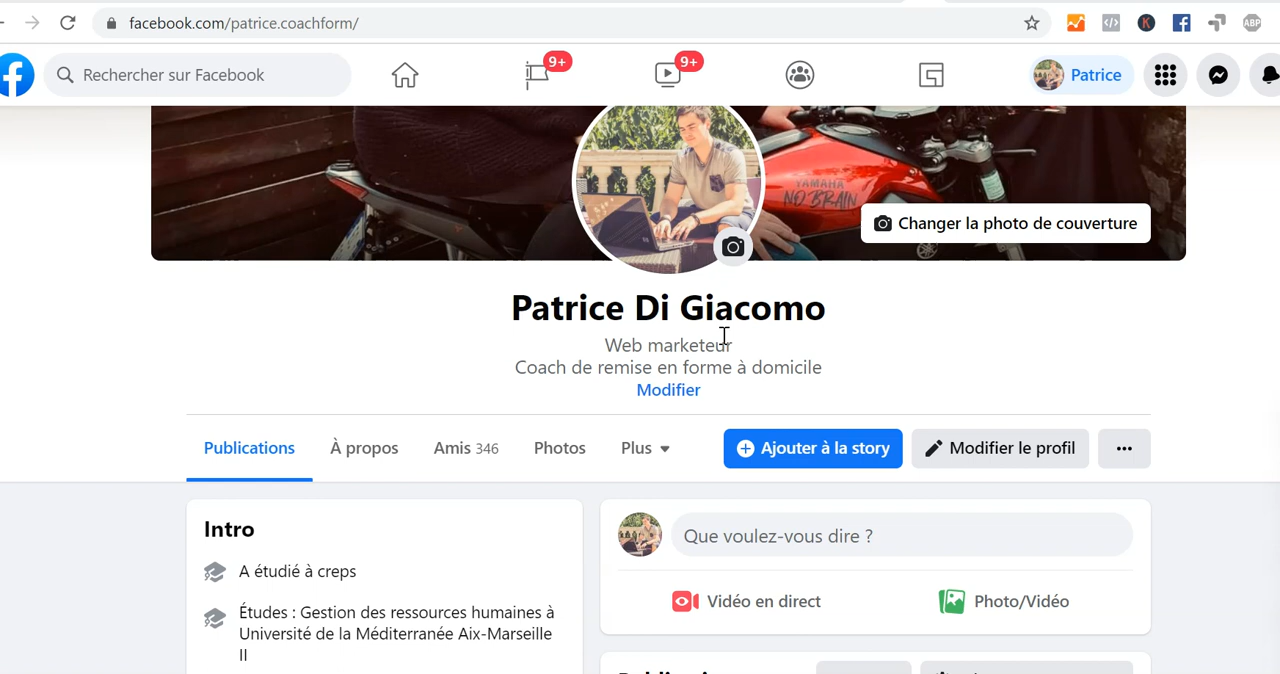 facebook.com/patrice.coachform/
ABP
Rechercher sur Facebook
9+
9+
Patrice
YAMAHA
NO BRAIN
Changer la photo de couverture
Patrice Di Giacomo
Web marketeur
Coach de remise en forme à domicile
Modifier
Publications
À propos
Amis 346
Photos
Plus
Ajouter à la story
Modifier le profil
Intro
Que voulez-vous dire ?
A étudié à creps
Études : Gestion des ressources humaines à
Université de la Méditerranée Aix-Marseille
II
Vidéo en direct
Photo/Vidéo